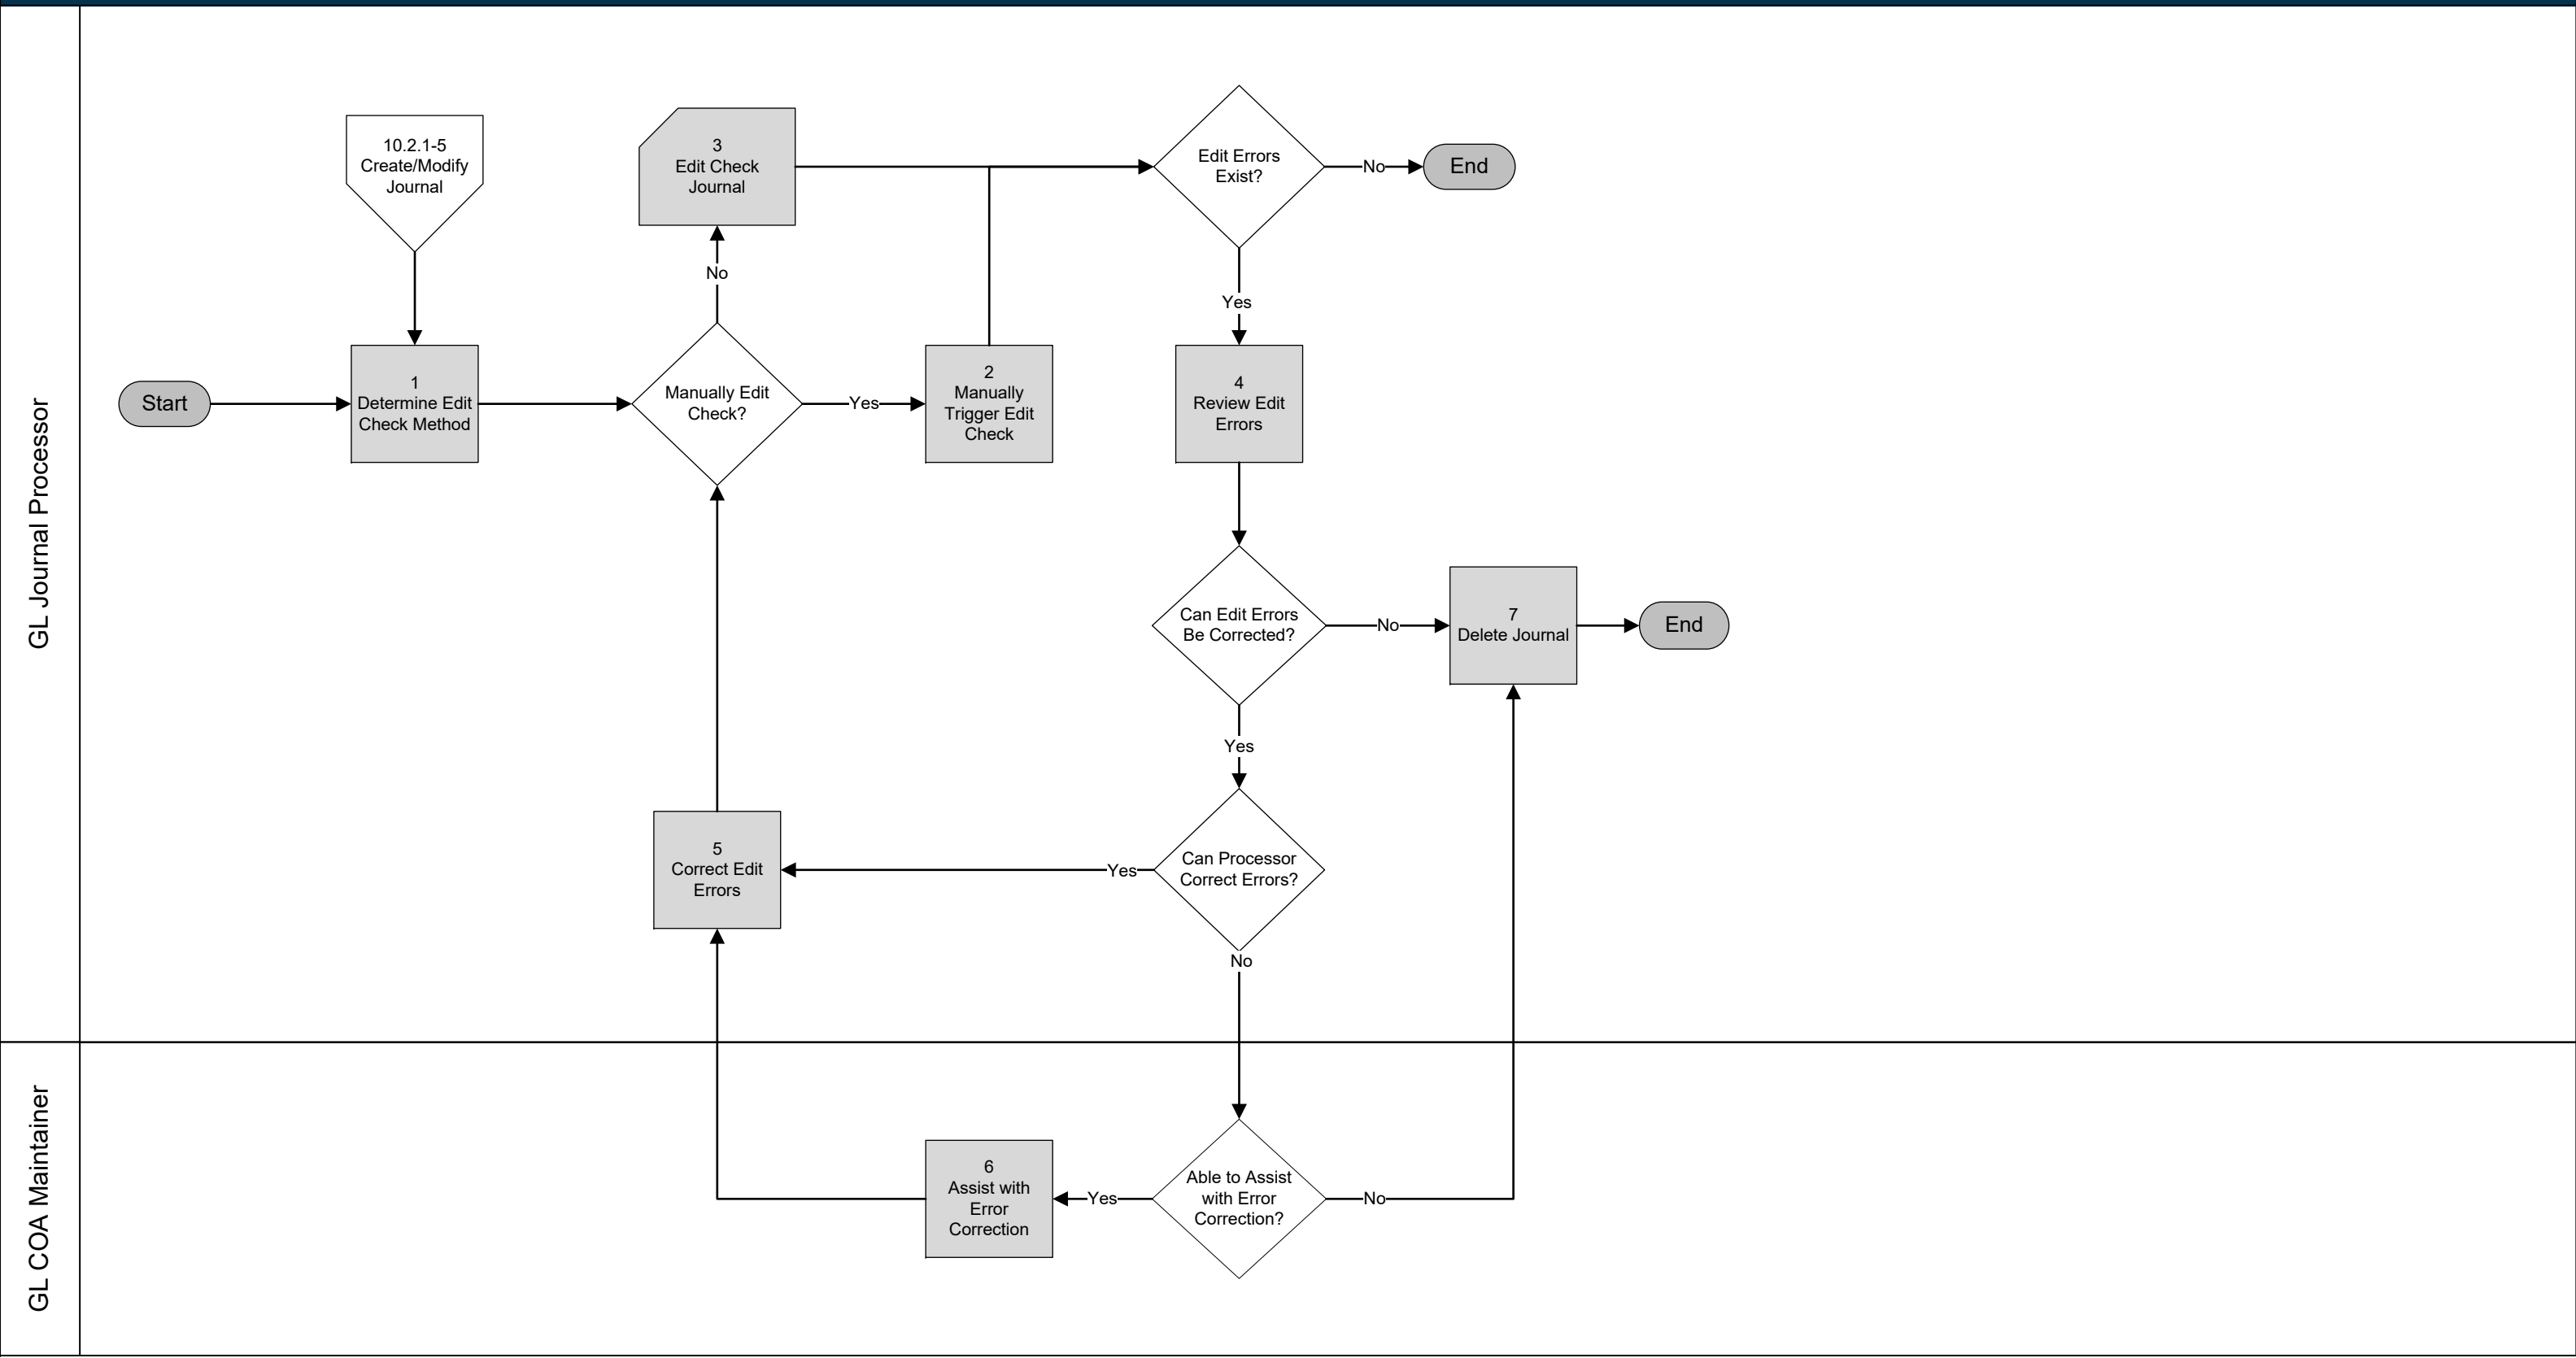 GL Journal Processor
10.2.1-5
Create/Modify
Journal
3
Edit Check
Journal
Edit Errors
Exist?
No
End
No
Yes
Start
1
Determine Edit
Check Method
Manually Edit
Check?
Yes
2
Manually
Trigger Edit
Check
4
Review Edit
Errors
Can Edit Errors
Be Corrected?
No
7
Delete Journal
End
Yes
5
Correct Edit
Errors
Yes
Can Processor
Correct Errors?
No
GL COA Maintainer
6
Assist with
Error
Correction
Yes
Able to Assist
with Error
Correction?
No